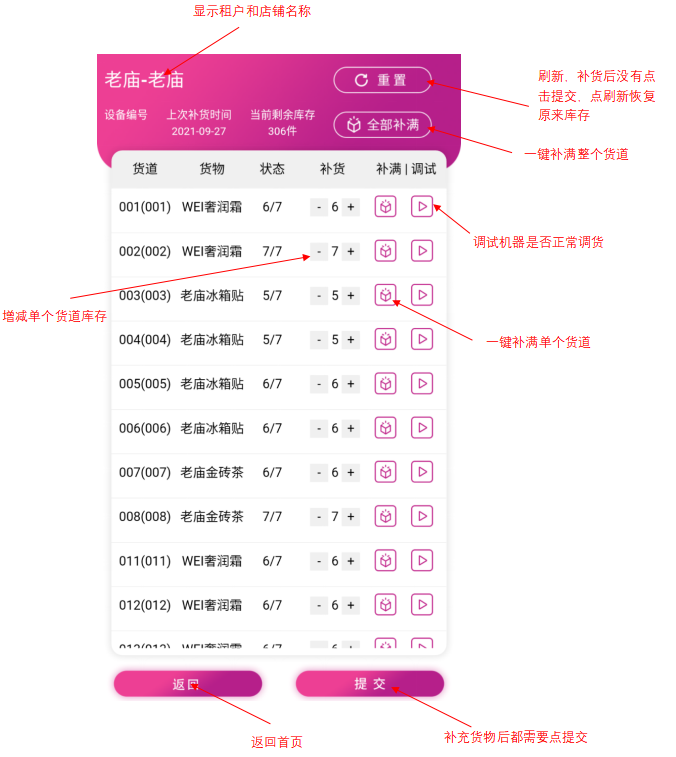 显示租户和店铺名称
老庙-老庙
重置
刷新、补货后没有点
击提交，点刷新恢复
原来库存
设备编号 上次补货时间 当前剩余库存
2021-09-27 306件
全部补满
一键补满整个货道
货道 货物 状态 补货 补满 | 调试
001(001) WEI奢润霜 6/7 - 6 +
002(002) WEI奢润霜 7/7 - 7 +
调试机器是否正常调货
003(003) 老庙冰箱贴 5/7 - 5 +
增减单个货道库存
004(004) 老庙冰箱贴 5/7 - 5 +
一键补满单个货道
005(005) 老庙冰箱贴 6/7 - 6 +
006(006) 老庙冰箱贴 6/7 - 6 +
007(007) 老庙金砖茶 6/7 - 6 +
008(008) 老庙金砖茶 7/7 - 7 +
011(011) WEI奢润霜 6/7 - 6 +
012(012) WEI奢润霜 6/7 - 6 +
返回 提交
返回首页
补充货物后都需要点提交